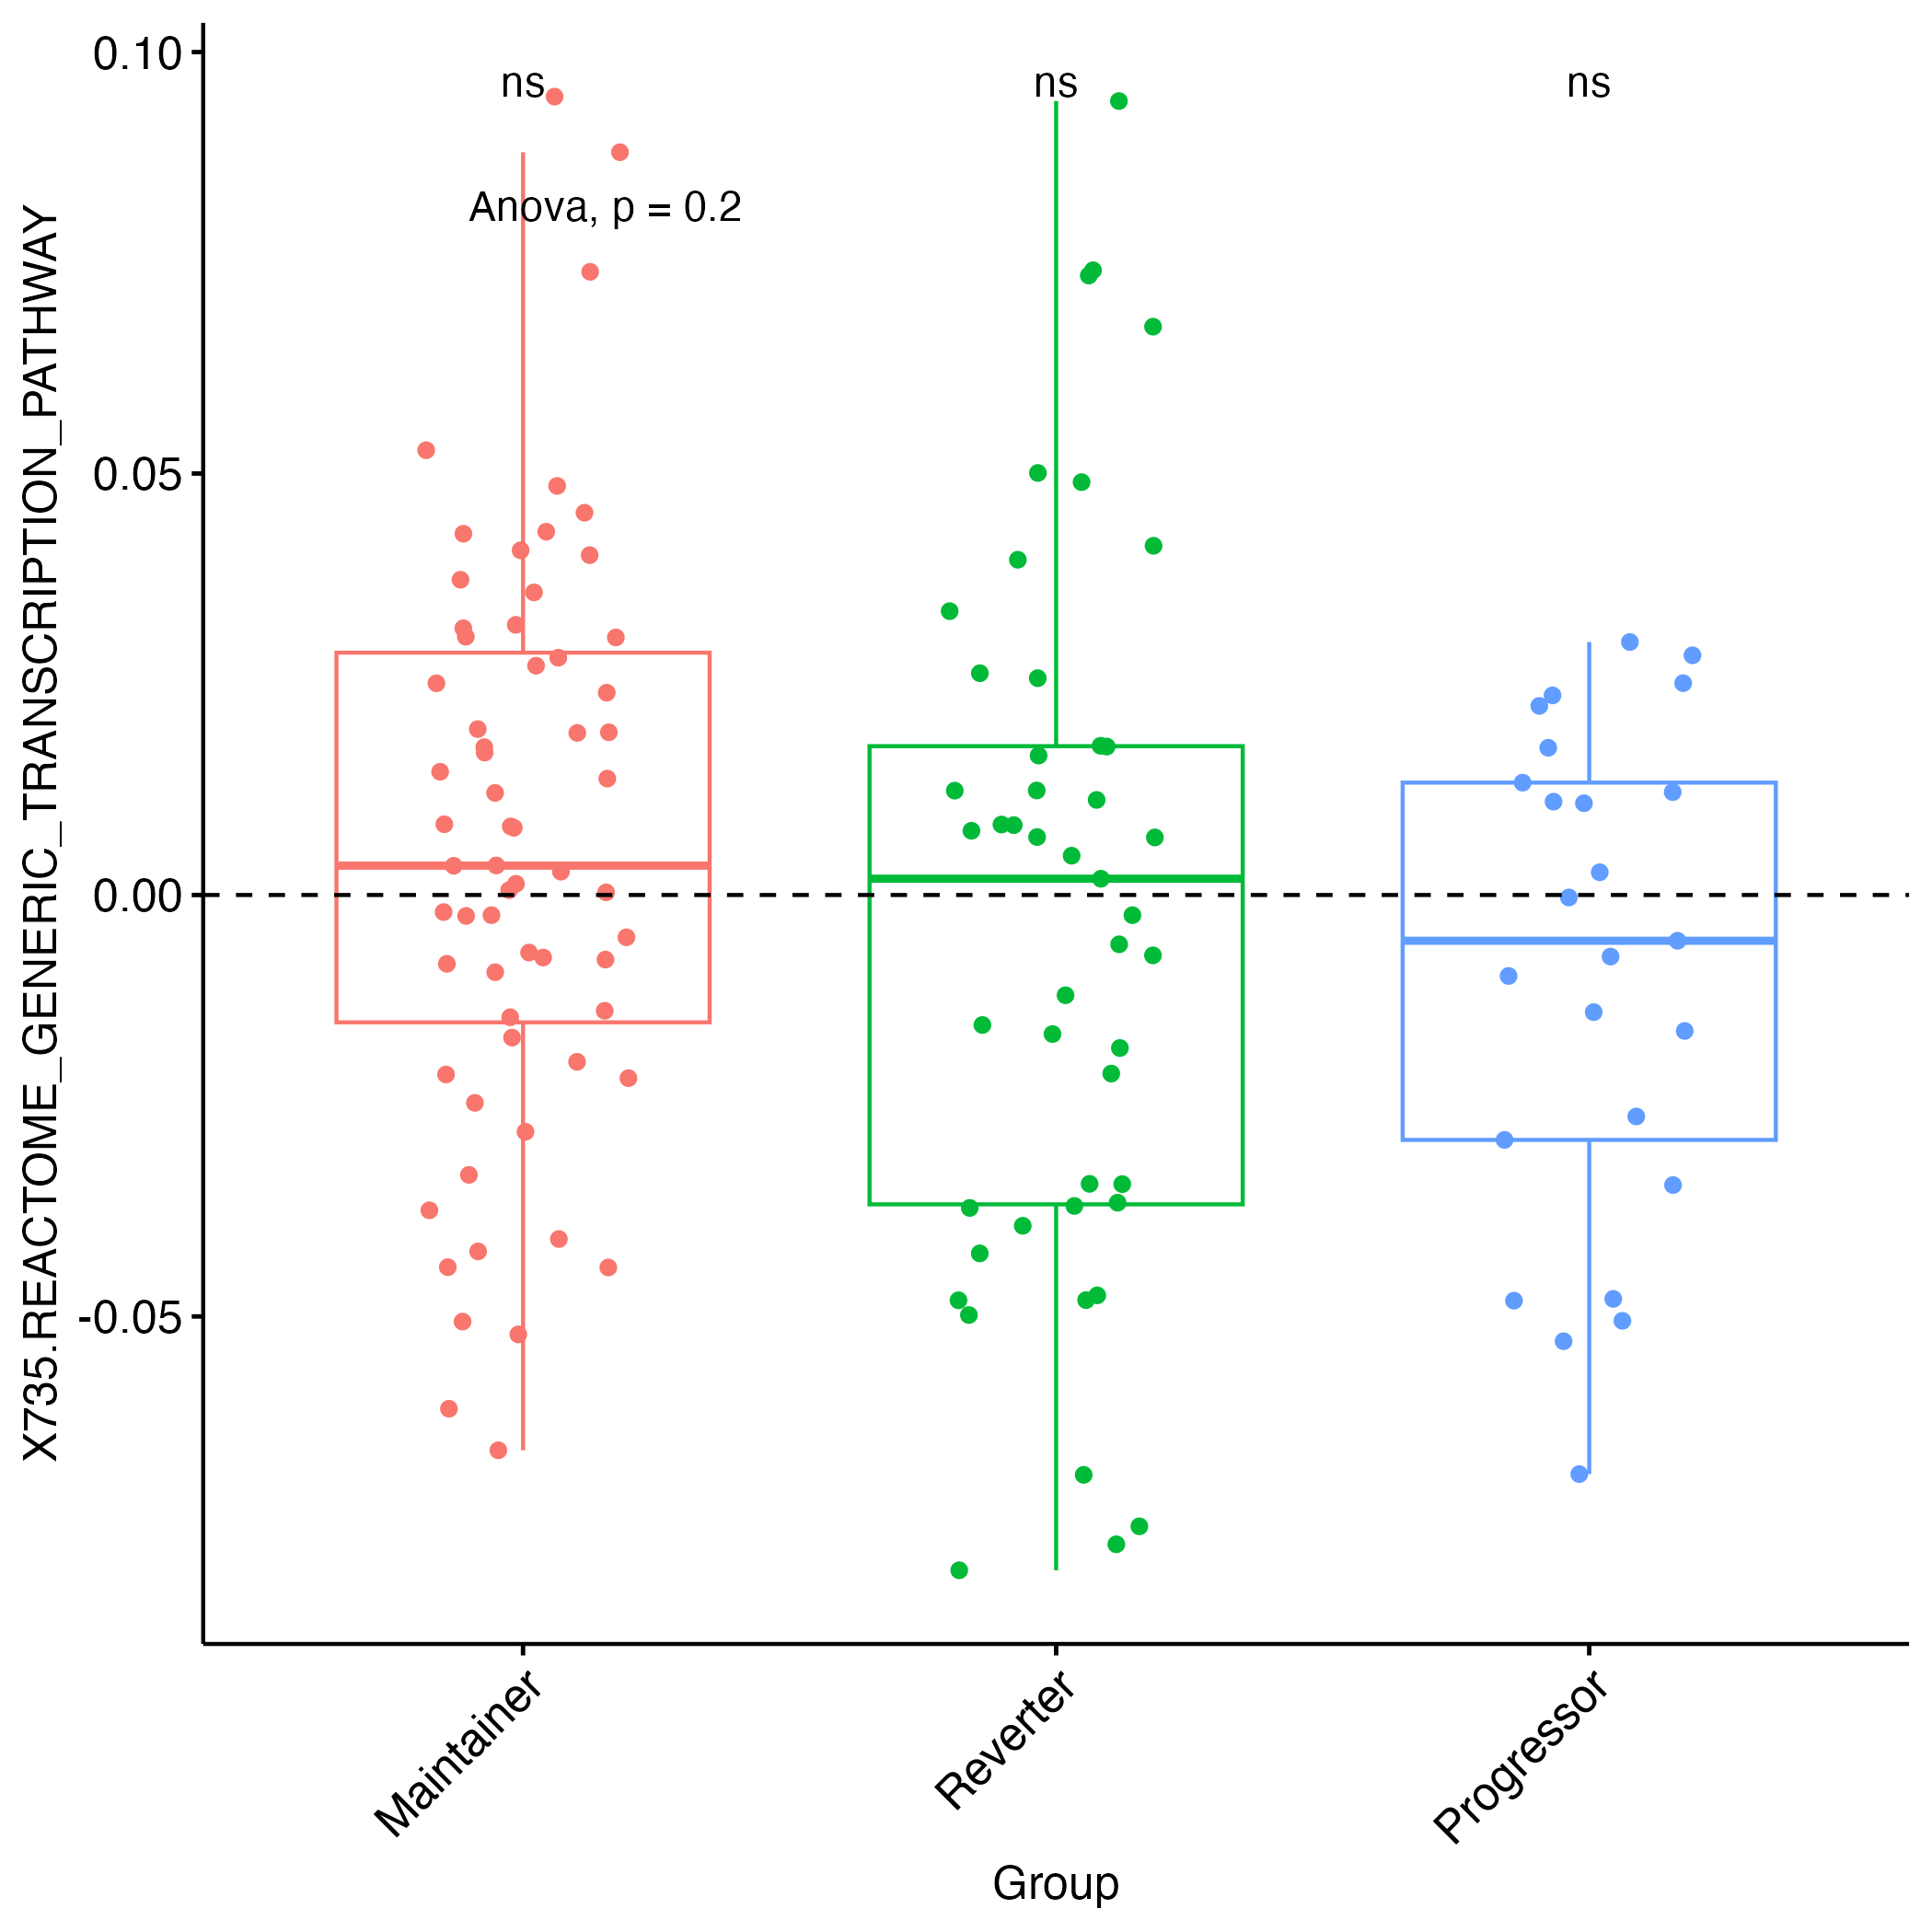 X735.REACTOME_GENERIC_TRANSCRIPTION_PATHWAY
0.10
0.05
0.00
-0.05
ns
ns
ns
Anova, p = 0.2
Maintainer
Reverter
Progressor
Group